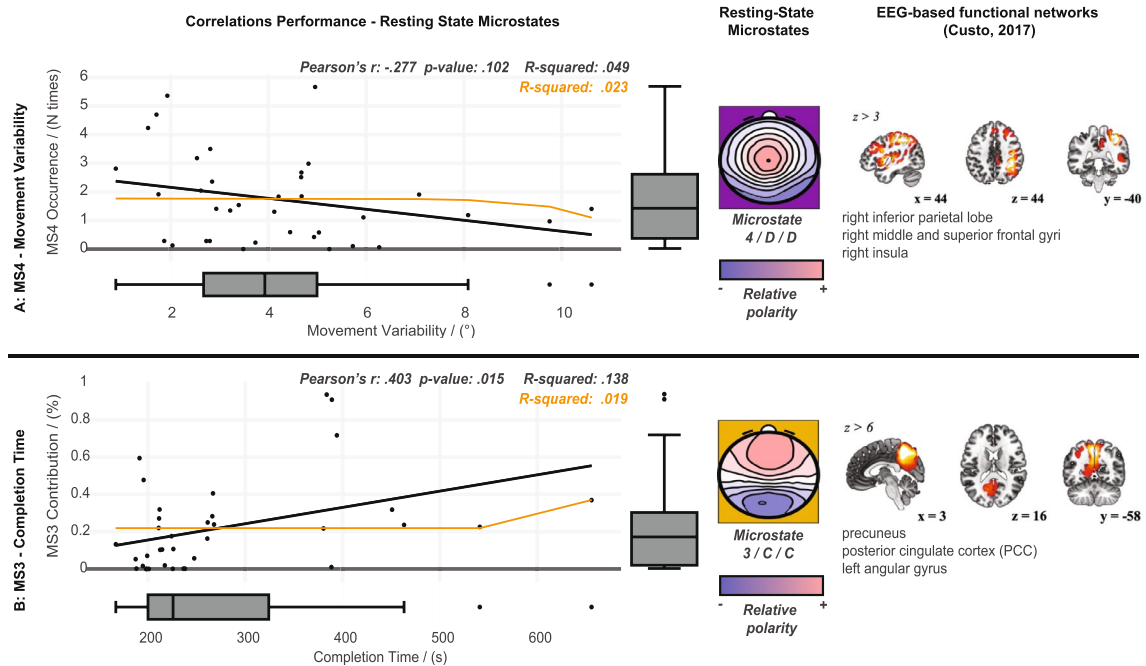 Correlations Performance - Resting State Microstates
Resting-State
Microstates
EEG-based functional networks
(Custo, 2017)
A: MS4 - Movement Variability
MS4 Occurrence / (N times)
Pearson's r: -.277 p-value: .102 R-squared: .049
R-squared: .023
6
5
4
3
2
1
0
2
4
6
8
10
Movement Variability / (°)
Microstate
4 / D / D
- Relative +
polarity
z > 3
x = 44
z = 44
y = -40
right inferior parietal lobe
right middle and superior frontal gyri
right insula
B: MS3 - Completion Time
MS3 Contribution / (%)
Pearson's r: .403 p-value: .015 R-squared: .138
R-squared: .019
1
0.8
0.6
0.4
0.2
0
200
300
400
500
600
Completion Time / (s)
Microstate
3 / C / C
- Relative +
polarity
z > 6
x = 3
z = 16
y = -58
precuneus
posterior cingulate cortex (PCC)
left angular gyrus